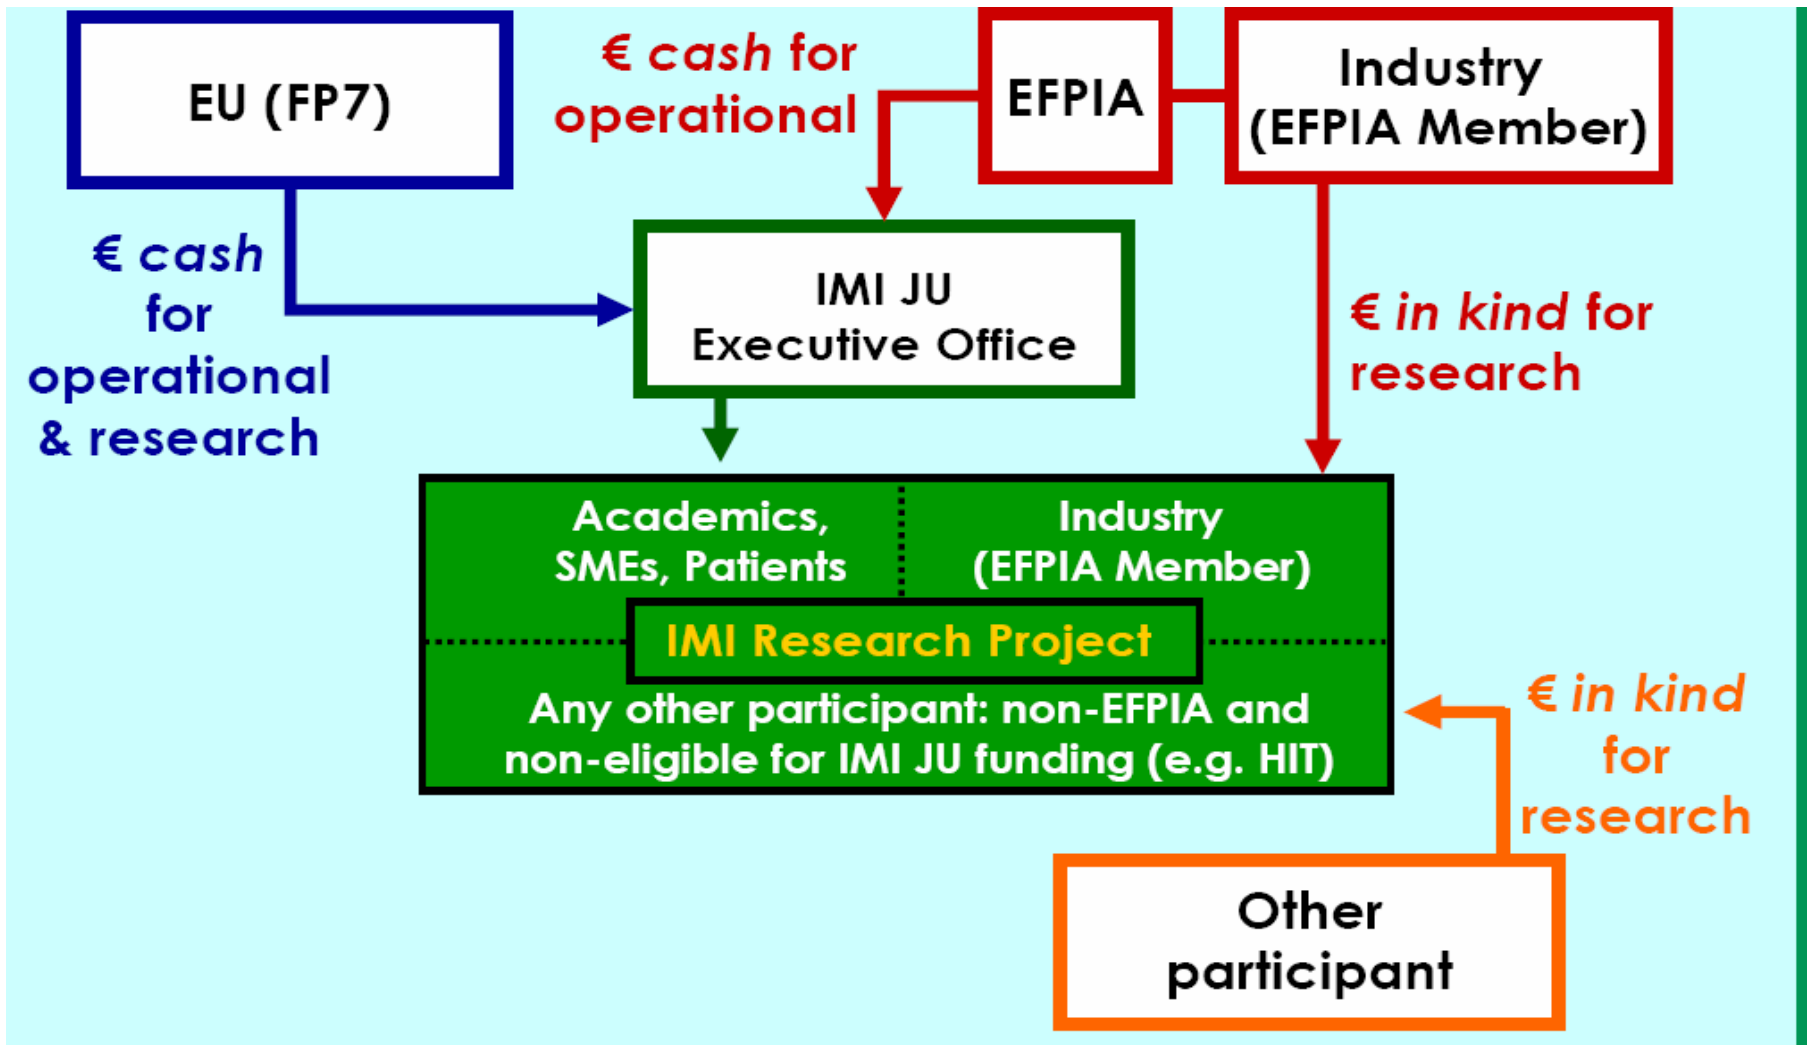 EU (FP7)
€ cash for
operational
EFPIA
Industry
(EFPIA Member)
€ cash
for
operational
& research
IMI JU
Executive Office
€ in kind for
research
Academics,
SMEs, Patients
Industry
(EFPIA Member)
IMI Research Project
Any other participant: non-EFPIA and
non-eligible for IMI JU funding (e.g. HIT)
€ in kind
for
research
Other
participant